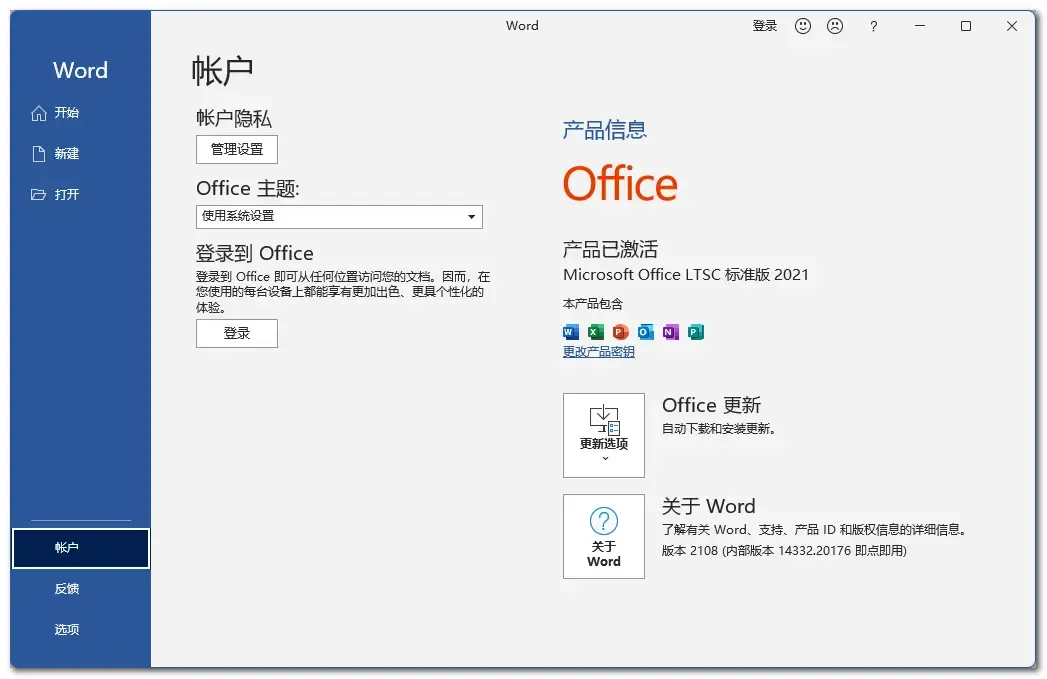 Word
登录
?
Word
开始
新建
打开
帐户
反馈
选项
帐户
帐户隐私
管理设置
Office 主题:
使用系统设置
登录到 Office
登录到 Office 即可从任何位置访问您的文档。因而，在
您使用的每台设备上都能享有更加出色、更具个性化的
体验。
登录
产品信息
Office
产品已激活
Microsoft Office LTSC 标准版 2021
本产品包含
W X P O N P
更改产品密钥
更新选项
Office 更新
自动下载和安装更新。
?
关于
Word
关于 Word
了解有关 Word、支持、产品 ID 和版权信息的详细信息。
版本 2108 (内部版本 14332.20176 即点即用)